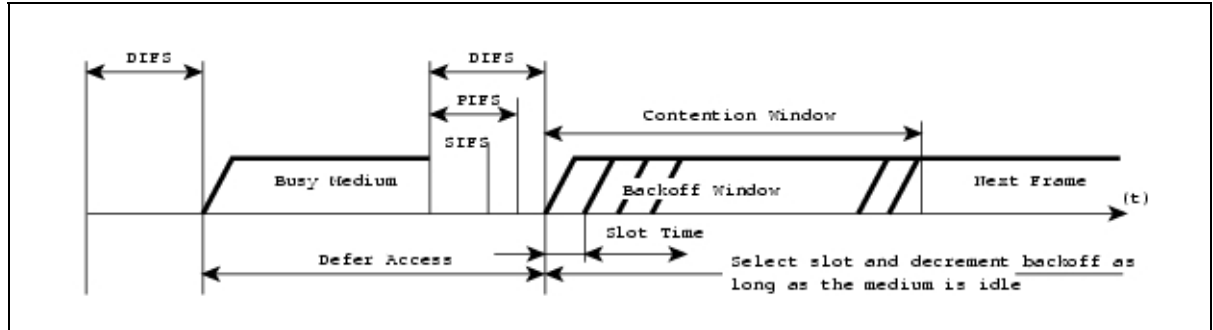 DIFS
DIFS
PIFS
Contention Window
SIFS
Busy Medium
Backoff Window
Next Frame
(t)
Slot Time
Defer Access
Select slot and decrement backoff as
long as the medium is idle